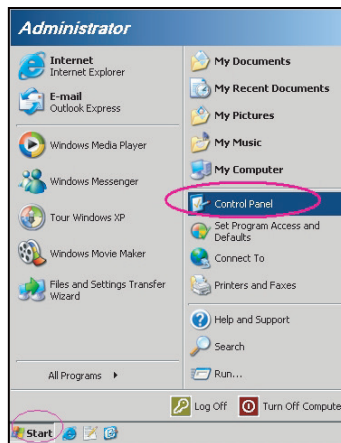 Administrator
Internet
Internet Explorer
E-mail
Outlook Express
Windows Media Player
Windows Messenger
Tour Windows XP
Windows Movie Maker
Files and Settings Transfer
Wizard
All Programs
My Documents
My Recent Documents
My Pictures
My Music
My Computer
Control Panel
Set Program Access and
Defaults
Connect To
Printers and Faxes
Help and Support
Search
Run...
Log Off
Turn Off Compute
Start